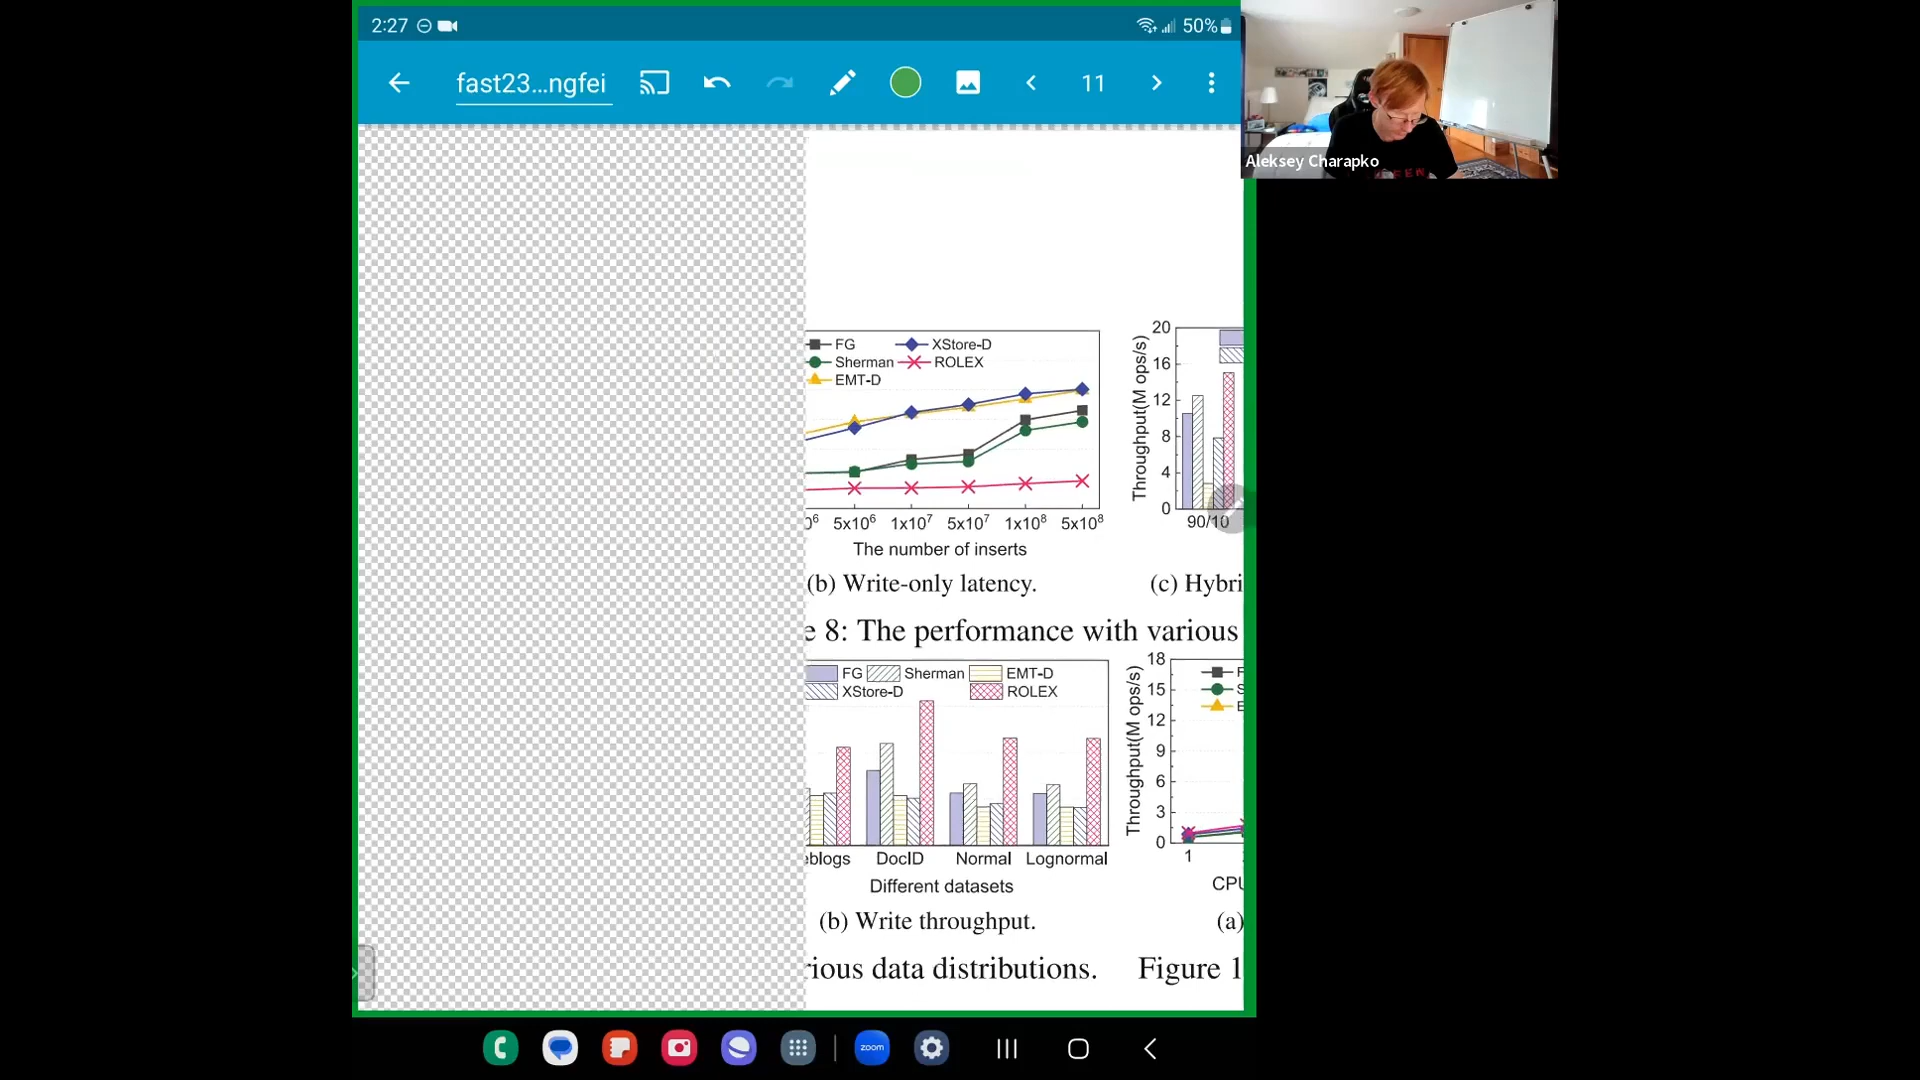 2:27
50%
fast23...ngfei
11
Aleksey Charapko
FG
XStore-D
Sherman
ROLEX
EMT-D
5x10⁶ 1x10⁷ 5x10⁷ 1x10⁸ 5x10⁸
The number of inserts
(b) Write-only latency.
20
16
12
8
4
0
Throughput(M ops/s)
90/10
(c) Hybri
e 8: The performance with various
FG Sherman EMT-D
XStore-D ROLEX
eblogs DocID Normal Lognormal
Different datasets
(b) Write throughput.
18
15
12
9
6
3
0
Throughput(M ops/s)
1
CPU
(a)
rious data distributions.
Figure 1
zoom